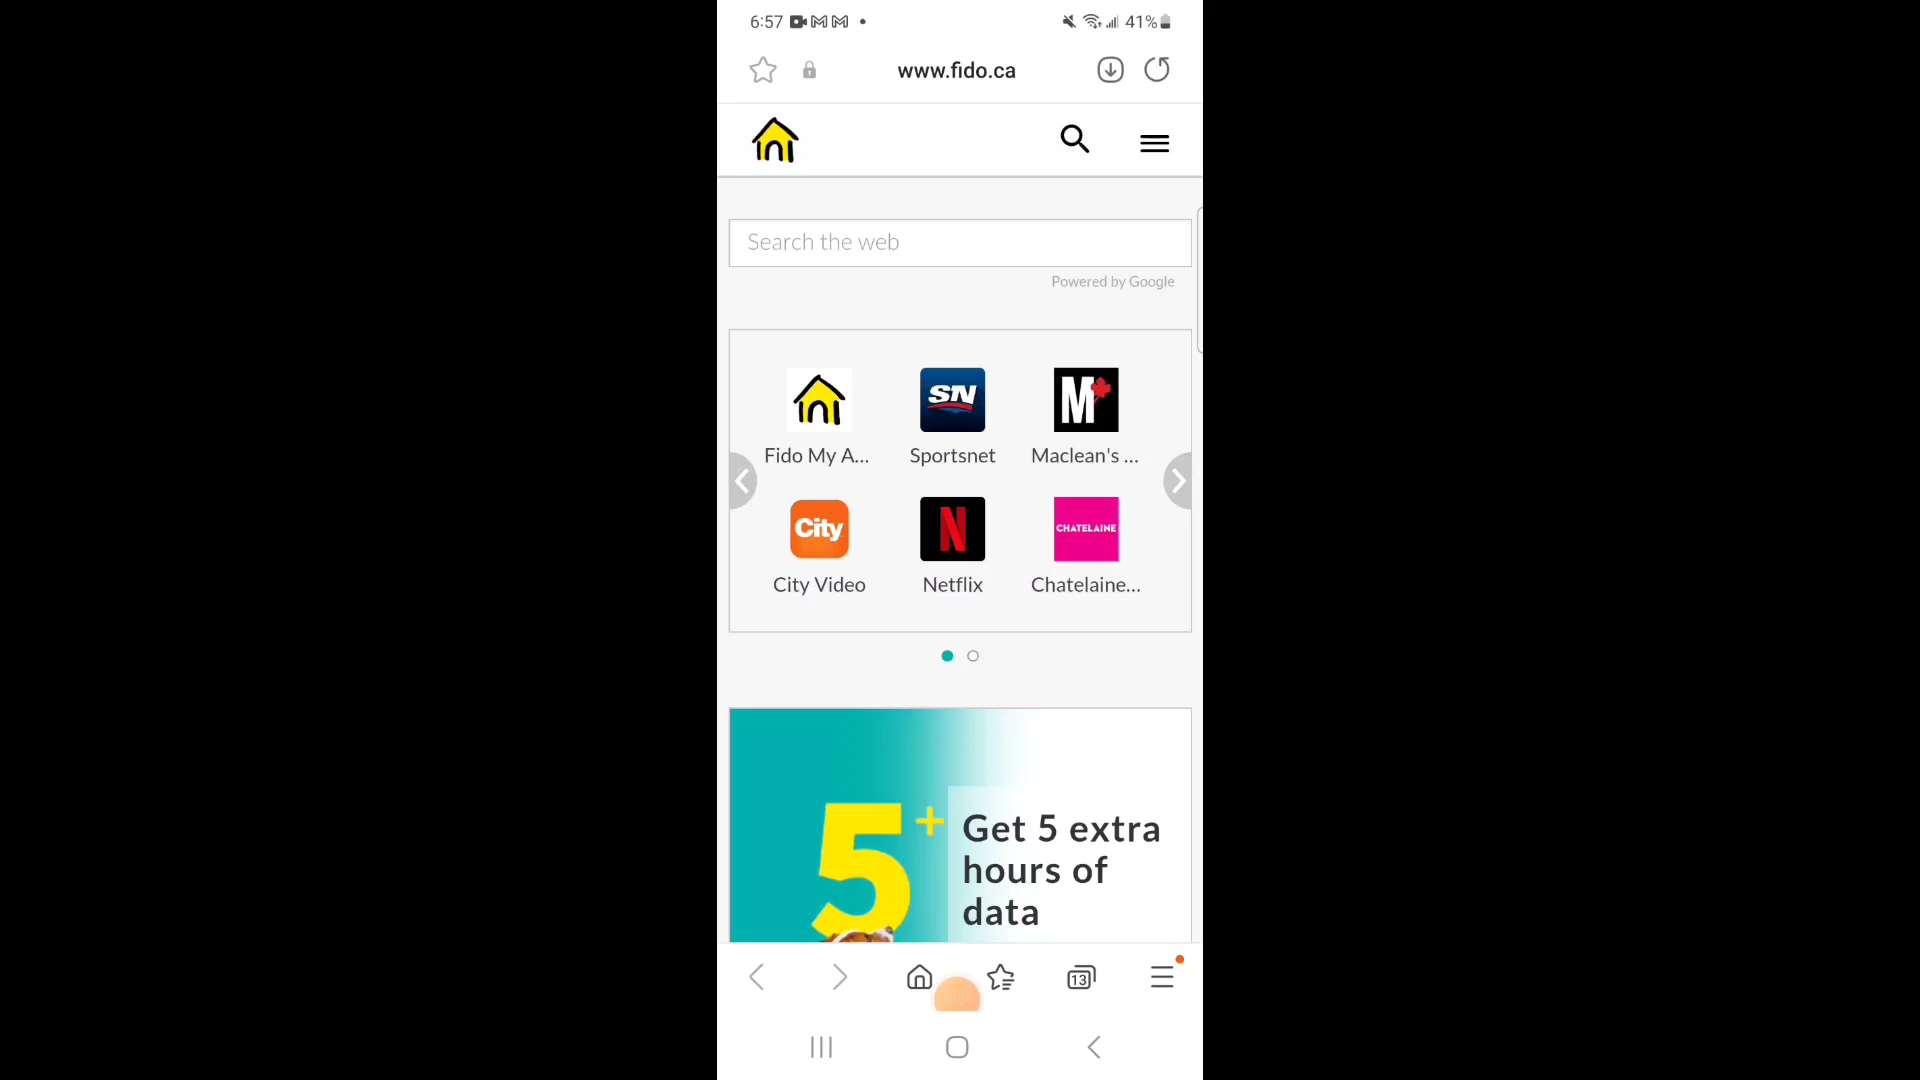 6:57
41%
www.fido.ca
Search the web
Powered by Google
SN
M
Fido My A...
Sportsnet
Maclean's ...
City
N
CHATELAINE
City Video
Netflix
Chatelaine...
5+
Get 5 extra
hours of
data
13